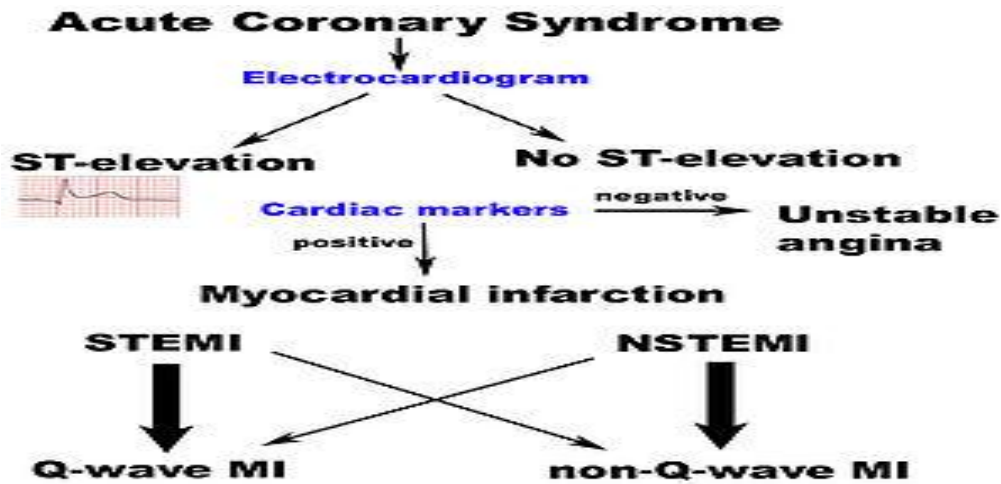 Acute Coronary Syndrome
Electrocardiogram
ST-elevation
No ST-elevation
Cardiac markers
negative
Unstable
angina
positive
Myocardial infarction
STEMI
NSTEMI
Q-wave MI
non-Q-wave MI